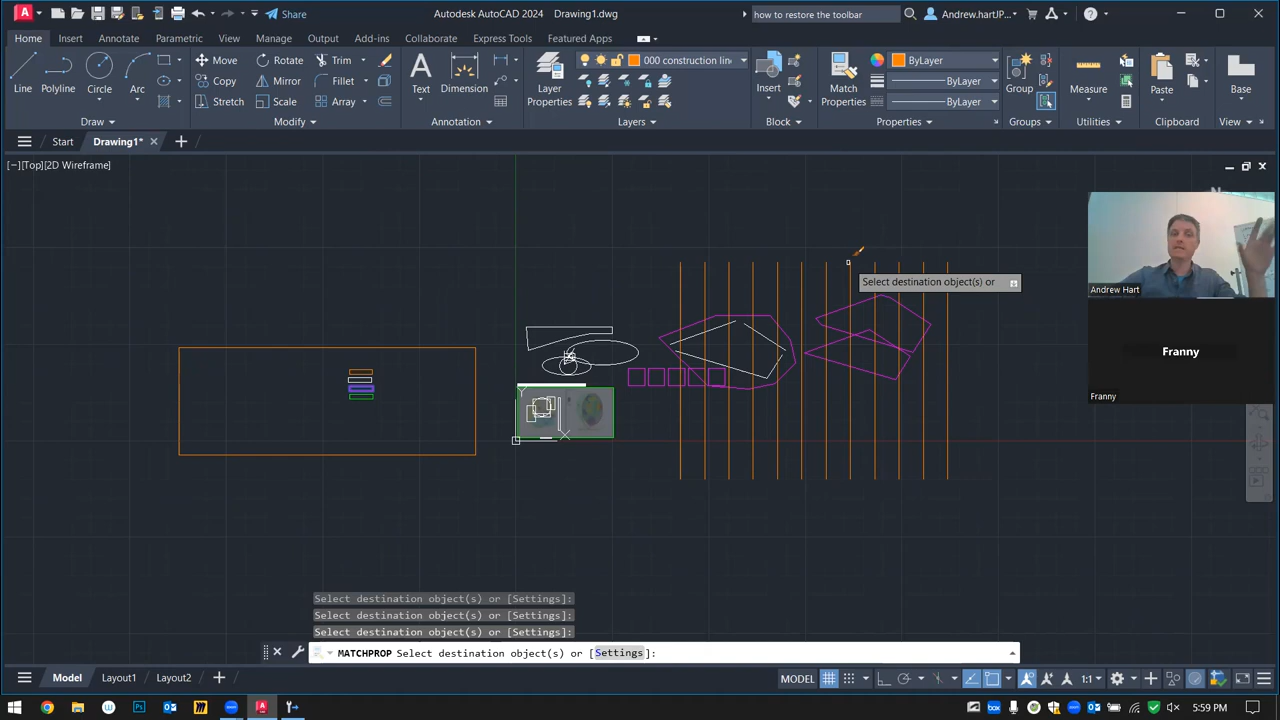 Share
Autodesk AutoCAD 2024 Drawing1.dwg
how to restore the toolbar
Andrew.hartJP...
Home Insert Annotate Parametric View Manage Output Add-ins Collaborate Express Tools Featured Apps
Line Polyline Circle Arc
Move Rotate Trim
Copy Mirror Fillet
Stretch Scale Array
Text Dimension
Layer
Properties
000 construction line
Insert
Match
Properties
ByLayer
ByLayer
ByLayer
Group Measure Paste Base
Draw Modify Annotation Layers Block Properties Groups Utilities Clipboard View
Start Drawing1*
[−][Top][2D Wireframe]
Y
X
Select destination object(s) or
Andrew Hart
Franny
Franny
Select destination object(s) or [Settings]:
Select destination object(s) or [Settings]:
Select destination object(s) or [Settings]:
MATCHPROP Select destination object(s) or [Settings]:
Model Layout1 Layout2
MODEL 1:1
5:59 PM